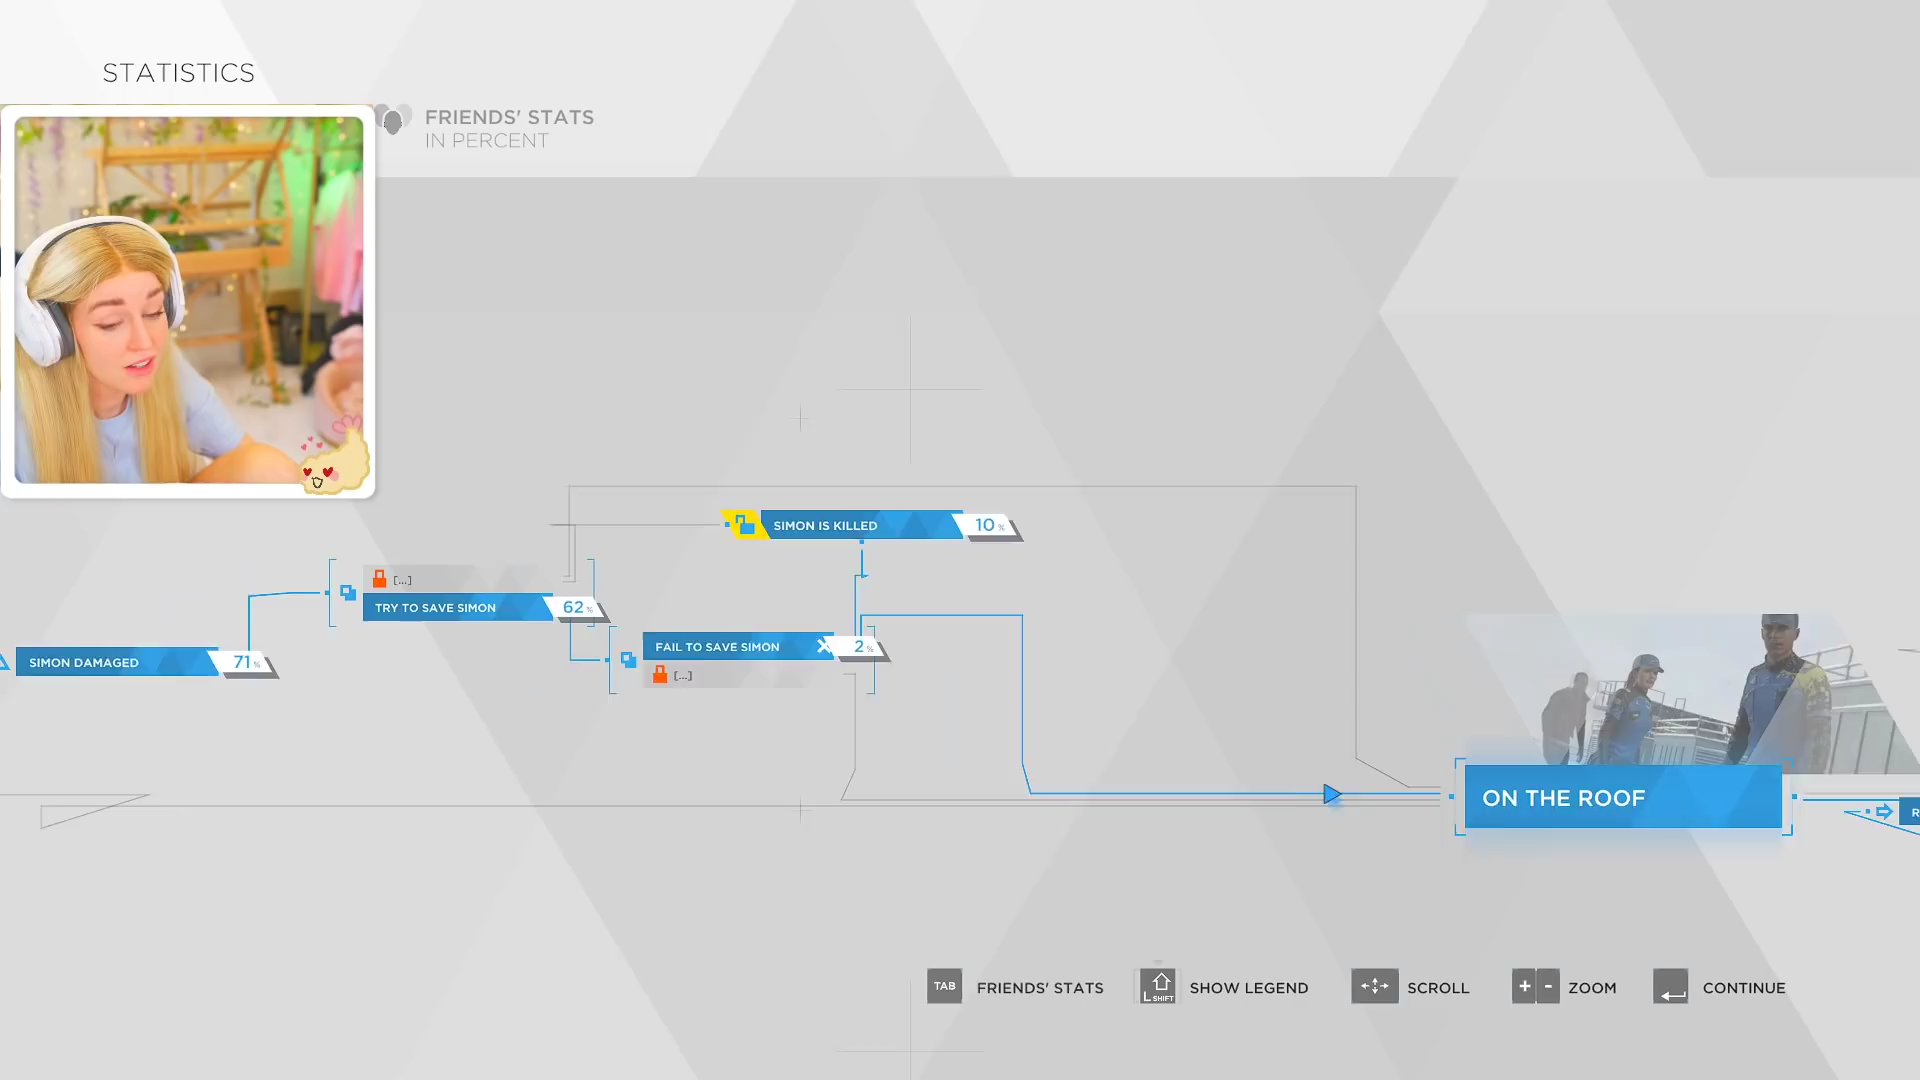 STATISTICS
FRIENDS' STATS
IN PERCENT
SIMON IS KILLED 10 %
[...]
TRY TO SAVE SIMON 62 %
FAIL TO SAVE SIMON 2 %
[...]
SIMON DAMAGED 71 %
ON THE ROOF
R
TAB FRIENDS' STATS
L SHIFT SHOW LEGEND
SCROLL
+ - ZOOM
CONTINUE